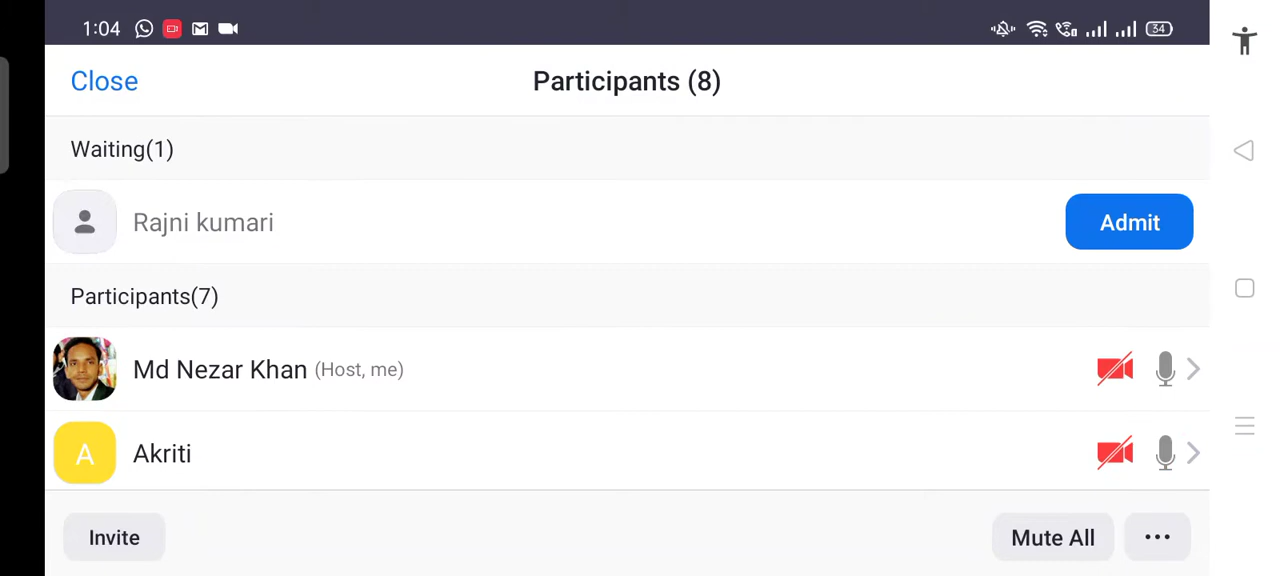 1:04
34
Close
Participants (8)
Waiting(1)
Rajni kumari
Admit
Participants(7)
Md Nezar Khan (Host, me)
A Akriti
Invite
Mute All